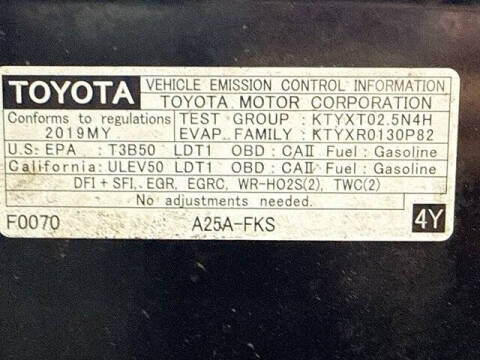 TOYOTA
VEHICLE EMISSION CONTROL INFORMATION
TOYOTA MOTOR CORPORATION
Conforms to regulations
2019MY
TEST GROUP : KTYXT02.5N4H
EVAP. FAMILY : KTYXR0130P82
U.S. EPA : T3B50 LDT1 OBD : CAII Fuel : Gasoline
California: ULEV50 LDT1 OBD : CAII Fuel : Gasoline
DFI + SFI, EGR, EGRC, WR-HO2S(2), TWC(2)
No adjustments needed.
F0070 A25A-FKS 4Y